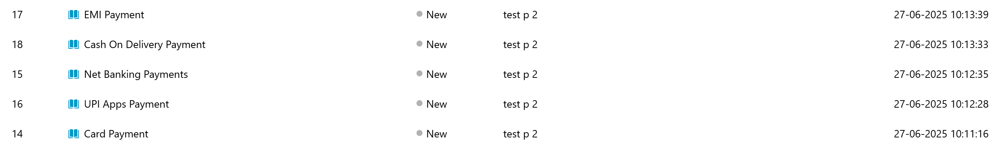 17 EMI Payment New test p 2 27-06-2025 10:13:39
18 Cash On Delivery Payment New test p 2 27-06-2025 10:13:33
15 Net Banking Payments New test p 2 27-06-2025 10:12:35
16 UPI Apps Payment New test p 2 27-06-2025 10:12:28
14 Card Payment New test p 2 27-06-2025 10:11:16